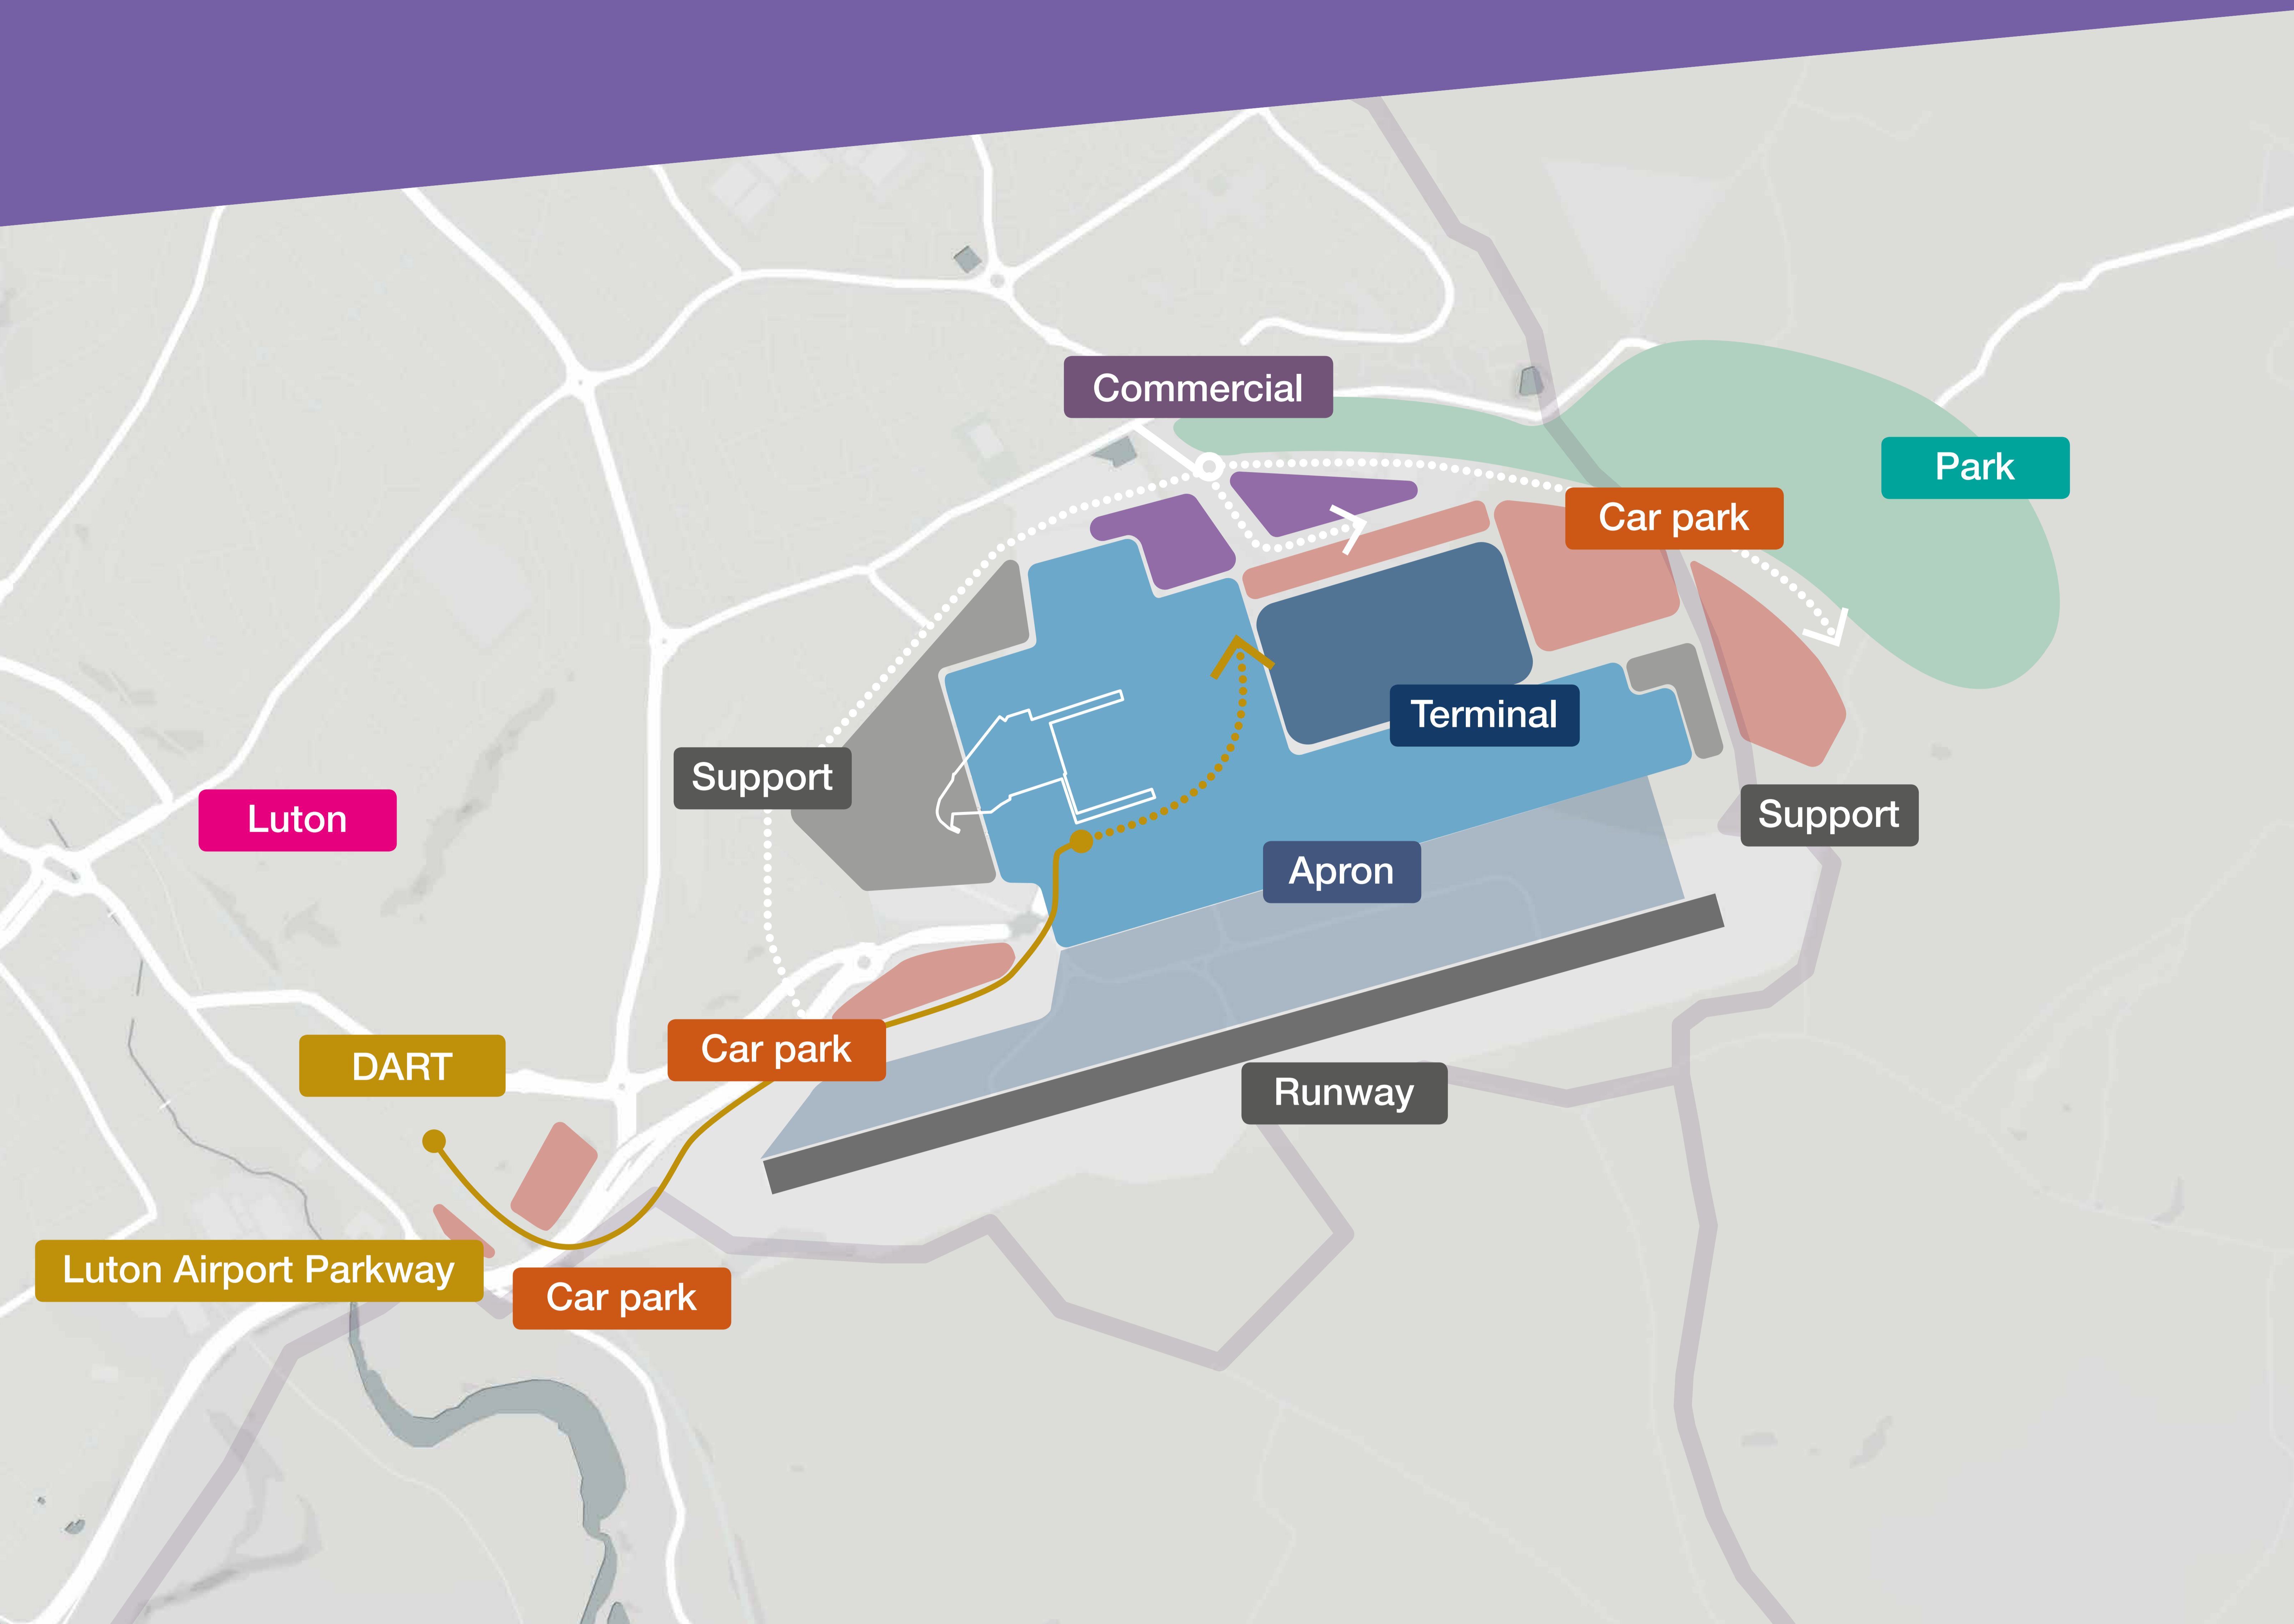 Commercial
Park
Car park
Terminal
Support
Luton
Support
Apron
Car park
DART
Runway
Luton Airport Parkway
Car park